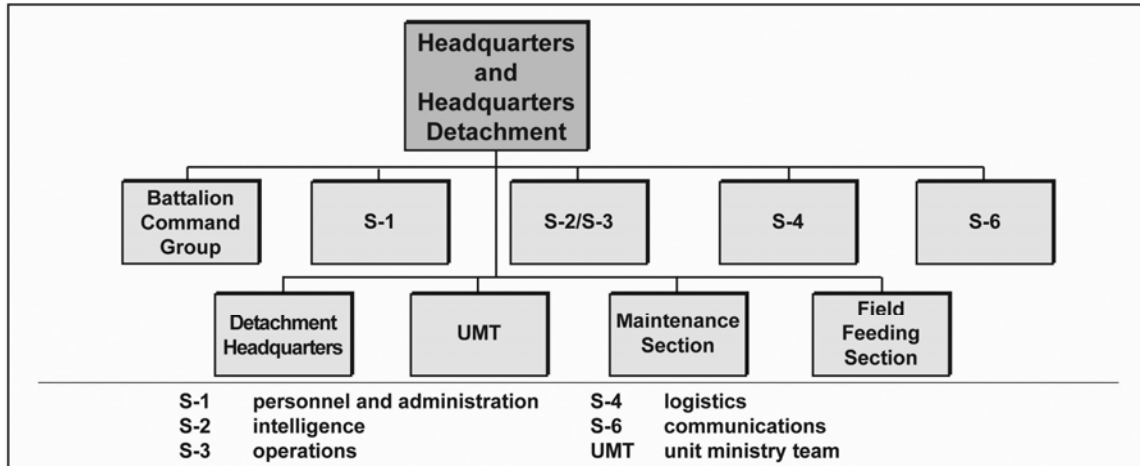 Headquarters
and
Headquarters
Detachment
Battalion
Command
Group
S-1
S-2/S-3
S-4
S-6
Detachment
Headquarters
UMT
Maintenance
Section
Field
Feeding
Section
S-1 personnel and administration
S-2 intelligence
S-3 operations
S-4 logistics
S-6 communications
UMT unit ministry team